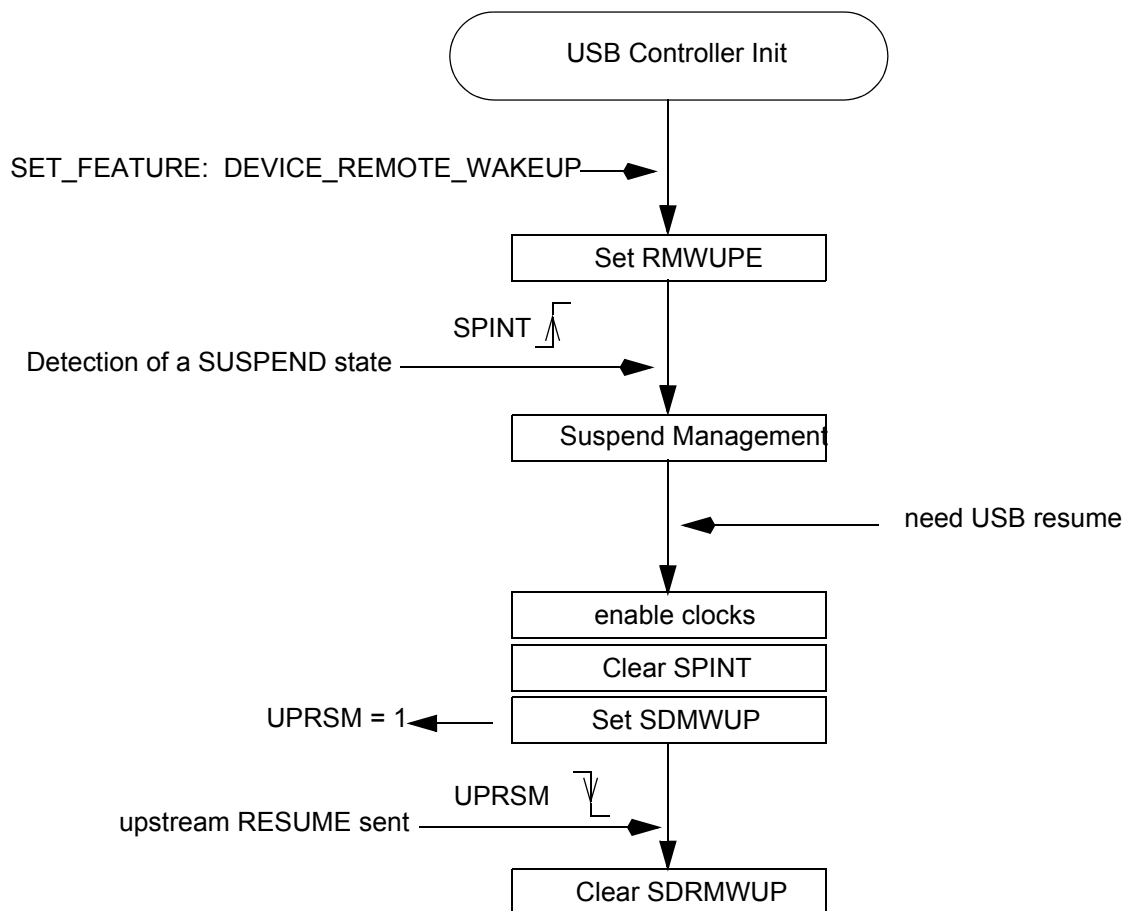 USB Controller Init
SET_FEATURE:  DEVICE_REMOTE_WAKEUP
Set RMWUPE
SPINT
Detection of a SUSPEND state
Suspend Management
need USB resume
enable clocks
Clear SPINT
UPRSM = 1
Set SDMWUP
UPRSM
upstream RESUME sent
Clear SDRMWUP